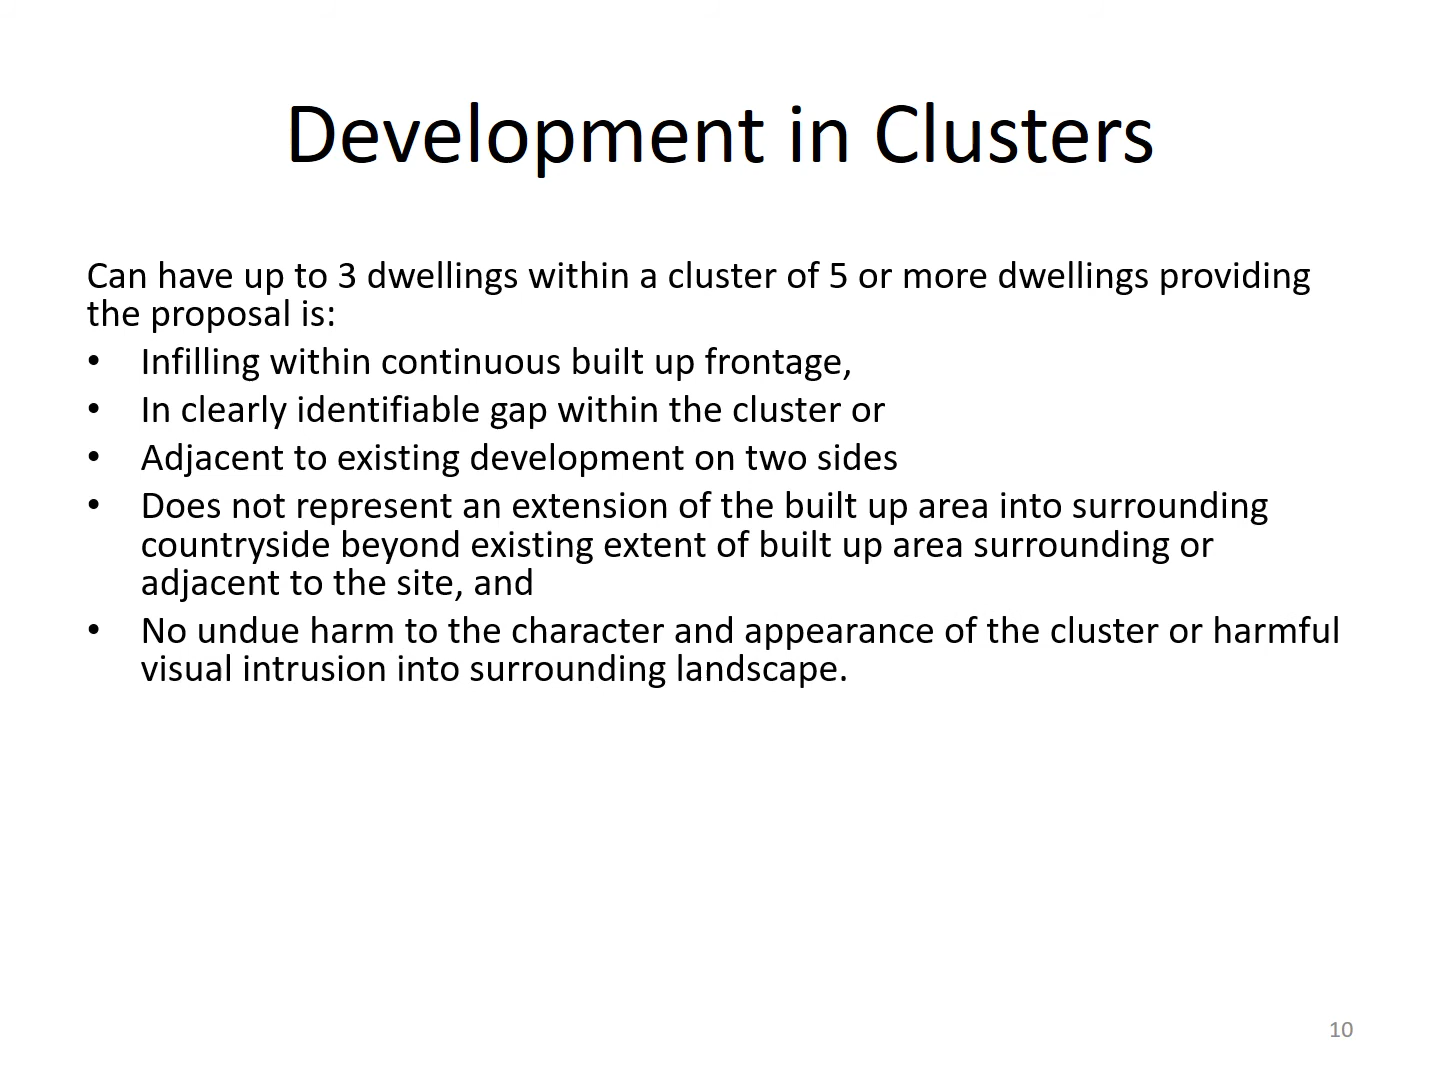 Development in Clusters
Can have up to 3 dwellings within a cluster of 5 or more dwellings providing
the proposal is:
• Infilling within continuous built up frontage,
• In clearly identifiable gap within the cluster or
• Adjacent to existing development on two sides
• Does not represent an extension of the built up area into surrounding
countryside beyond existing extent of built up area surrounding or
adjacent to the site, and
• No undue harm to the character and appearance of the cluster or harmful
visual intrusion into surrounding landscape.
10